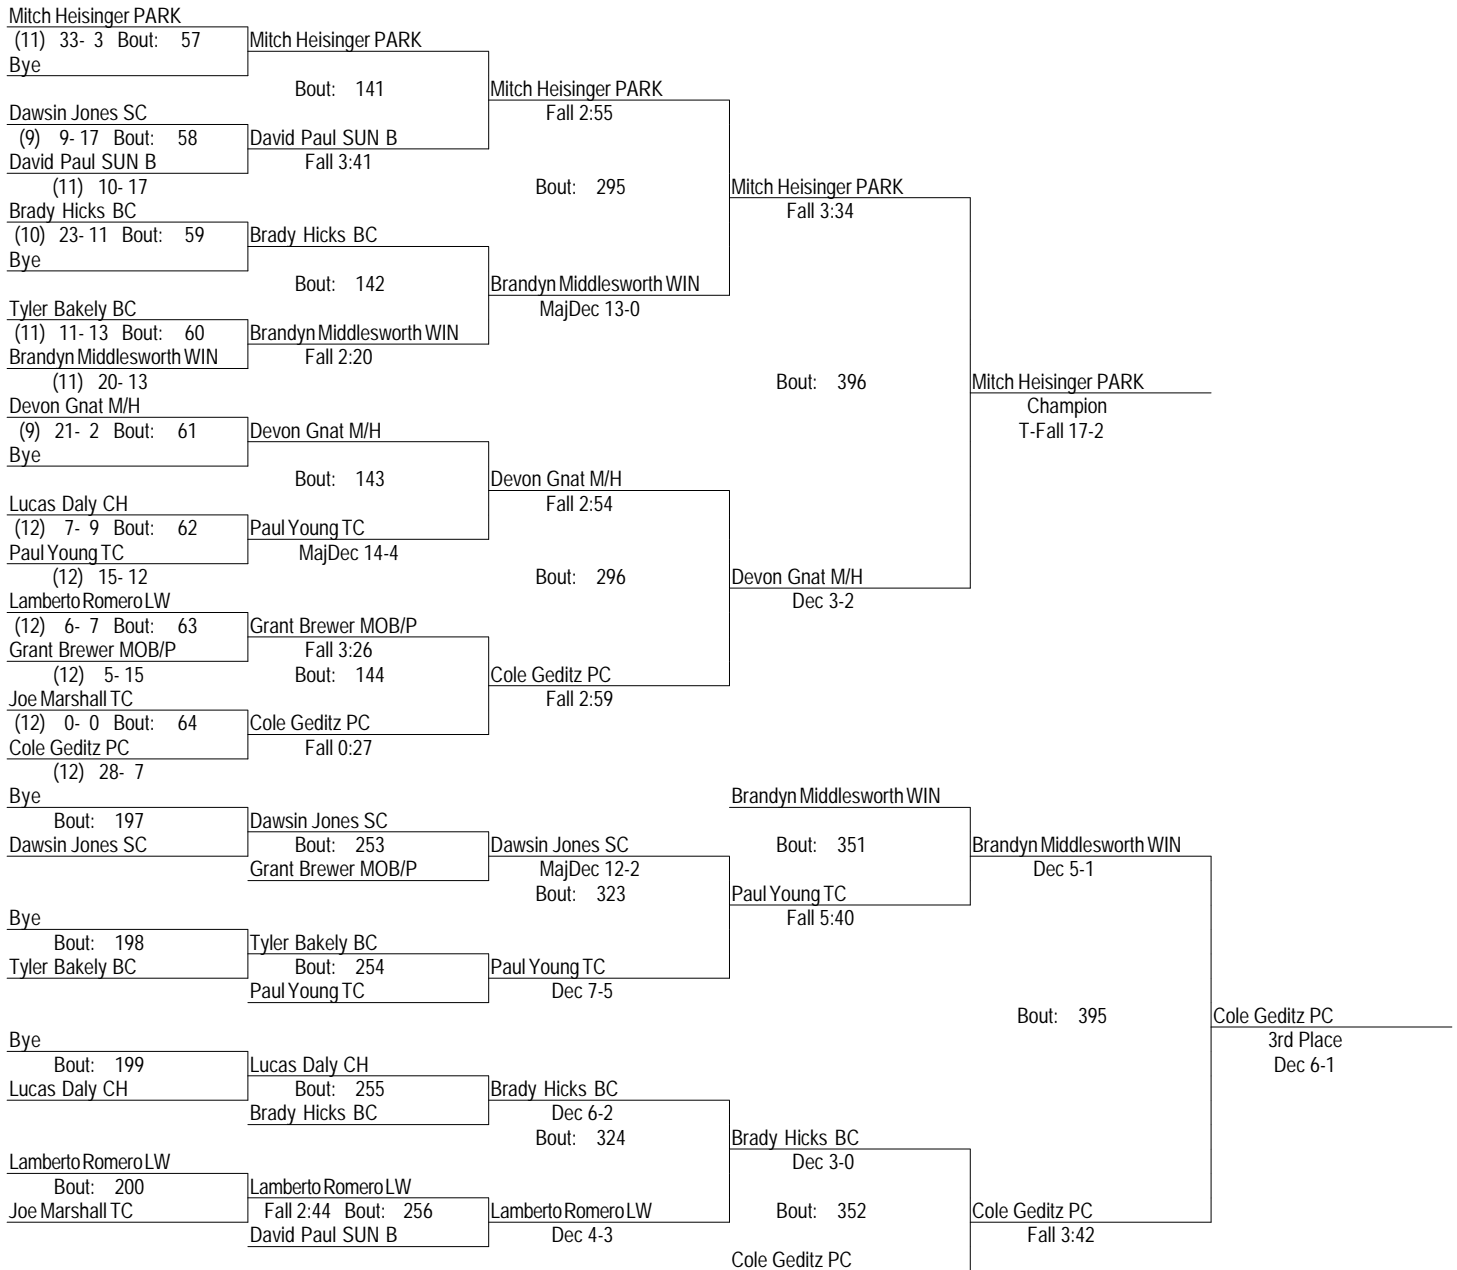 Mitch Heisinger PARK
(11) 33- 3 Bout: 57 Mitch Heisinger PARK
Bye
Bout: 141 Mitch Heisinger PARK
Dawsin Jones SC Fall 2:55
(9) 9- 17 Bout: 58 David Paul SUN B
David Paul SUN B Fall 3:41
(11) 10- 17 Bout: 295 Mitch Heisinger PARK
Brady Hicks BC Fall 3:34
(10) 23- 11 Bout: 59 Brady Hicks BC
Bye
Bout: 142 Brandyn Middlesworth WIN
Tyler Bakely BC MajDec 13-0
(11) 11- 13 Bout: 60 Brandyn Middlesworth WIN
Brandyn Middlesworth WIN Fall 2:20
(11) 20- 13 Bout: 396 Mitch Heisinger PARK
Devon Gnat M/H Champion
(9) 21- 2 Bout: 61 Devon Gnat M/H T-Fall 17-2
Bye
Bout: 143 Devon Gnat M/H
Lucas Daly CH Fall 2:54
(12) 7- 9 Bout: 62 Paul Young TC
Paul Young TC MajDec 14-4
(12) 15- 12 Bout: 296 Devon Gnat M/H
Lamberto Romero LW Dec 3-2
(12) 6- 7 Bout: 63 Grant Brewer MOB/P
Grant Brewer MOB/P Fall 3:26
(12) 5- 15 Bout: 144 Cole Geditz PC
Joe Marshall TC Fall 2:59
(12) 0- 0 Bout: 64 Cole Geditz PC
Cole Geditz PC Fall 0:27
(12) 28- 7
Bye Brandyn Middlesworth WIN
Bout: 197 Dawsin Jones SC
Dawsin Jones SC Bout: 253 Dawsin Jones SC Bout: 351 Brandyn Middlesworth WIN
Grant Brewer MOB/P MajDec 12-2 Dec 5-1
Bout: 323 Paul Young TC
Bye Fall 5:40
Bout: 198 Tyler Bakely BC
Tyler Bakely BC Bout: 254 Paul Young TC
Paul Young TC Dec 7-5
Bout: 395 Cole Geditz PC
Bye 3rd Place
Bout: 199 Lucas Daly CH Dec 6-1
Lucas Daly CH Bout: 255 Brady Hicks BC
Brady Hicks BC Dec 6-2
Bout: 324 Brady Hicks BC
Lamberto Romero LW Dec 3-0
Bout: 200 Lamberto Romero LW
Joe Marshall TC Fall 2:44 Bout: 256 Lamberto Romero LW Bout: 352 Cole Geditz PC
David Paul SUN B Dec 4-3 Fall 3:42
Cole Geditz PC